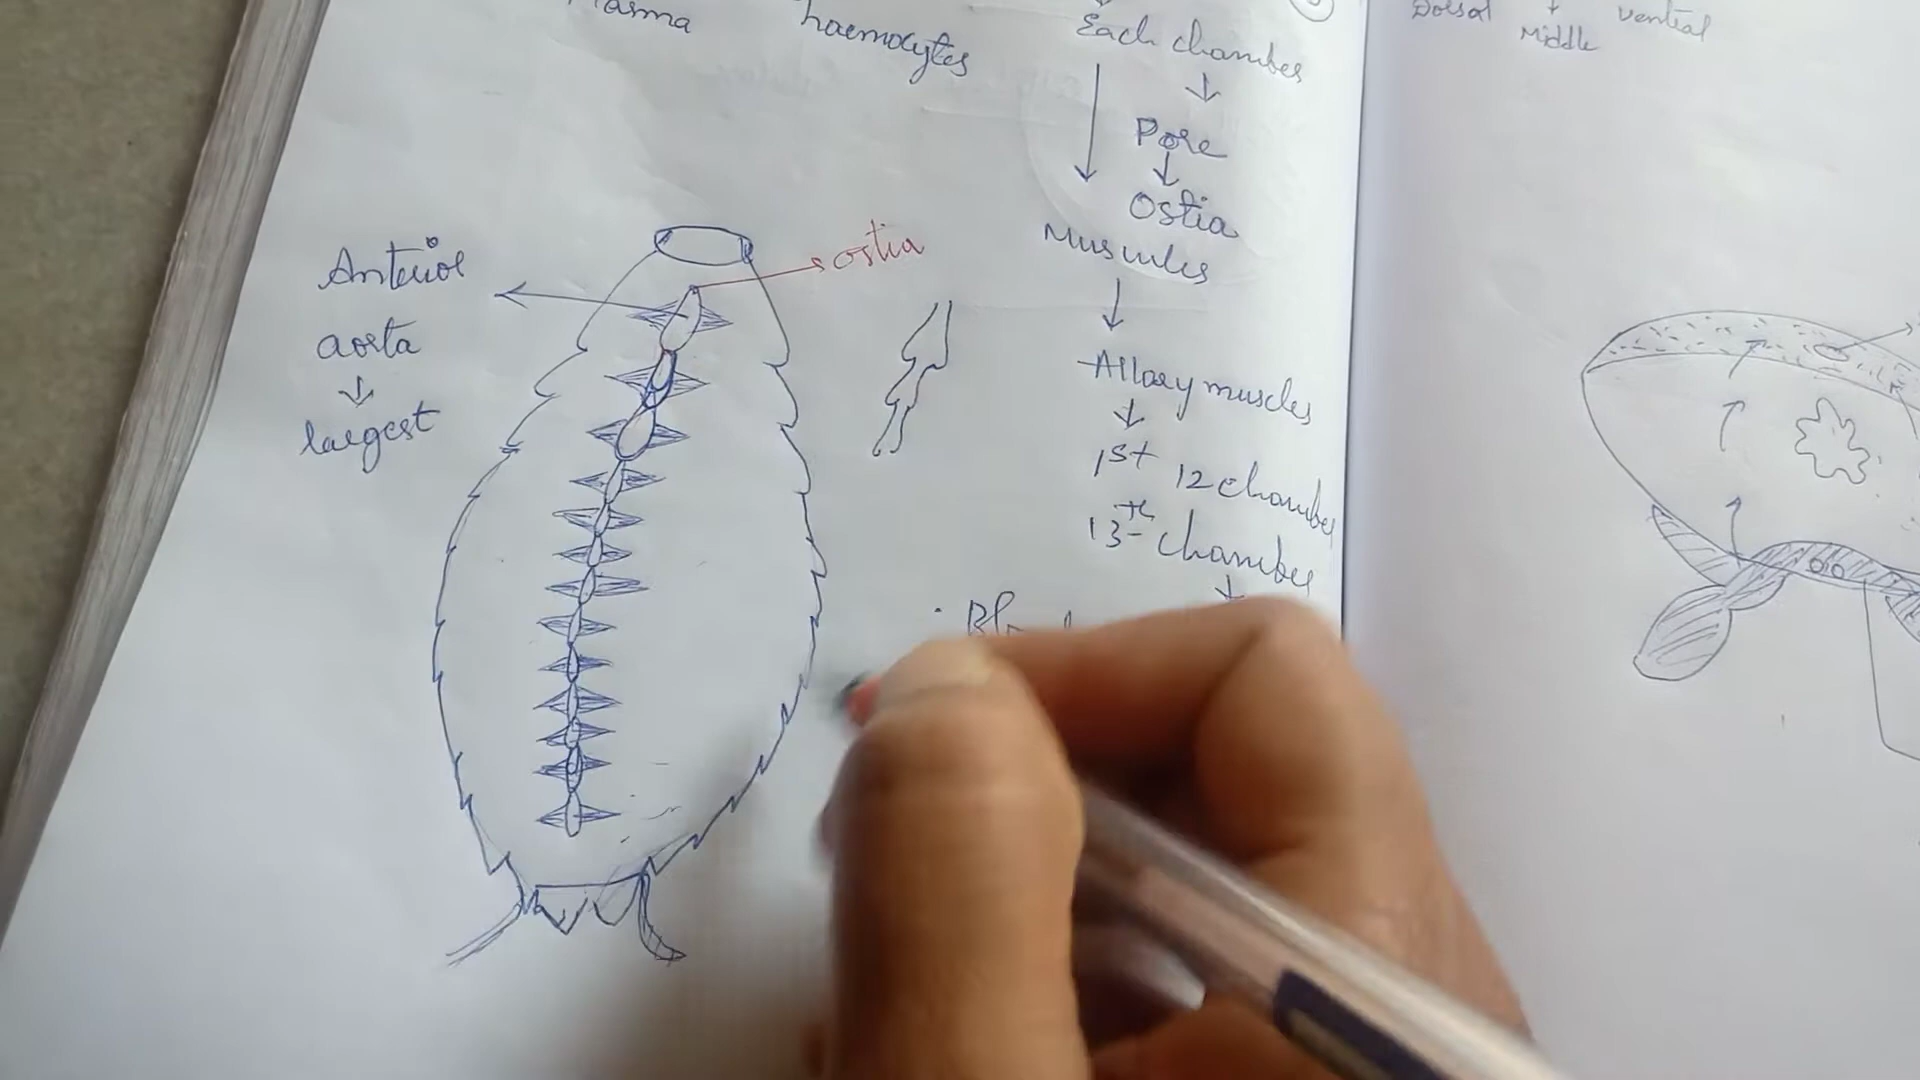 haemocytes
Each chamber
↓ ↓
Pore
↓
Ostia
Muscules
↓
Allary muscles
↓
1st 12 chamber
13th chamber
↓
Anterior
aorta
↓
largest
ostia
Dorsal ↓ ventral
Middle